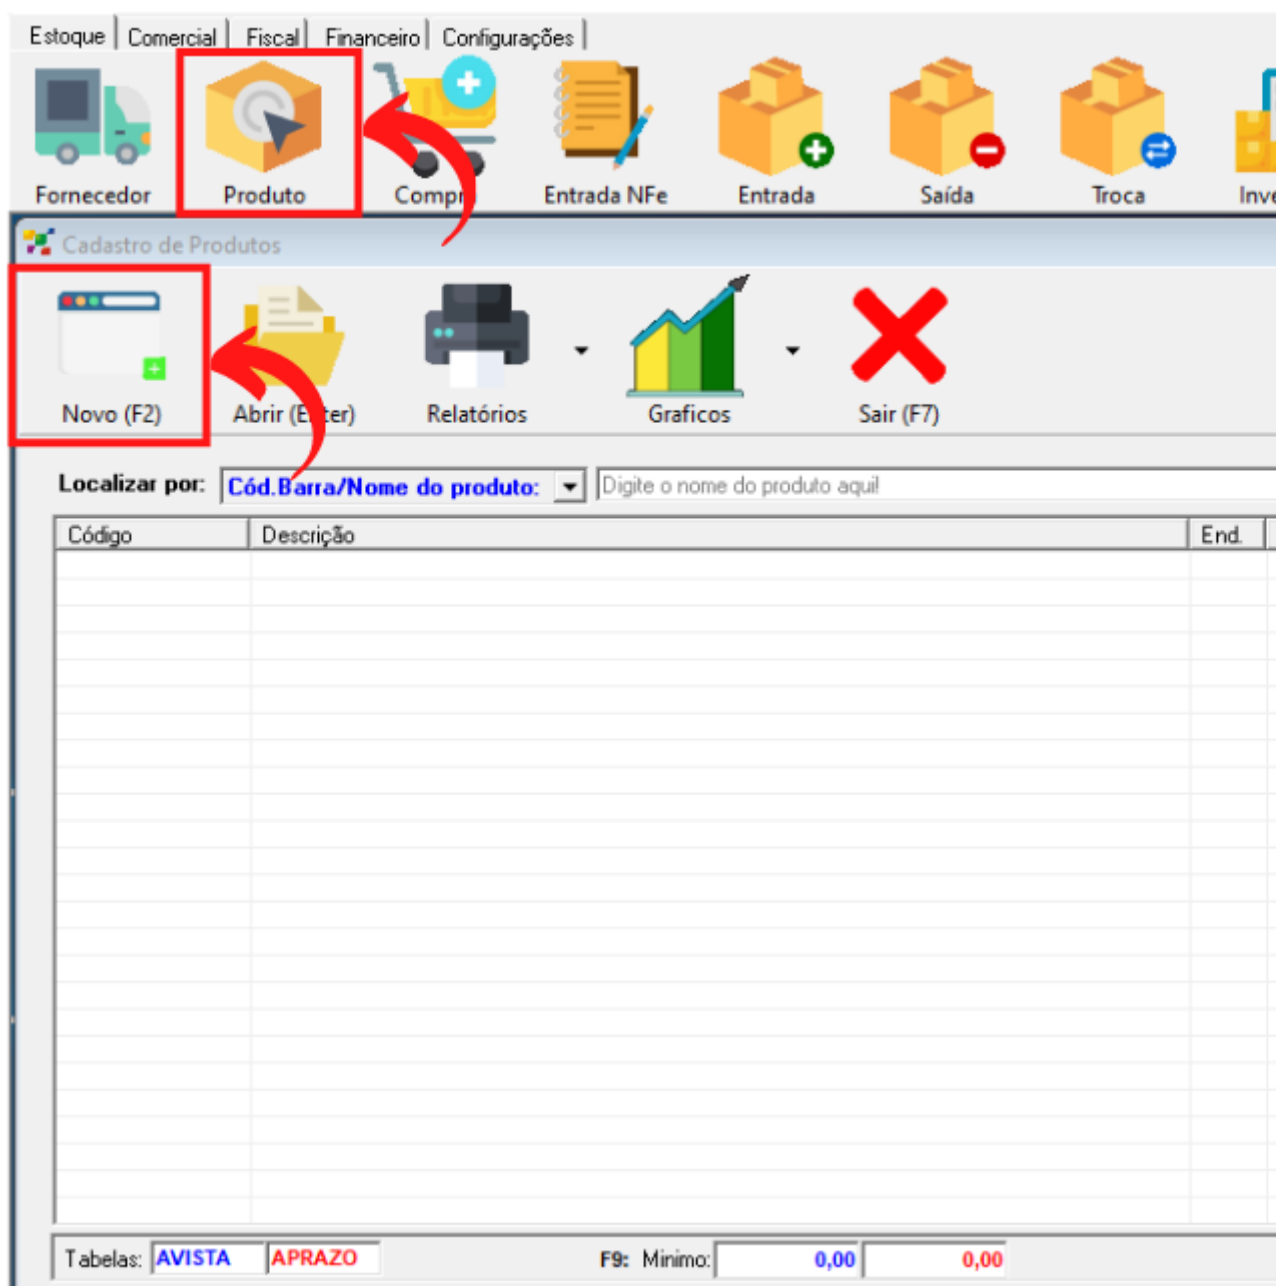 Estoque Comercial Fiscal Financeiro Configurações
Fornecedor Produto Entrada NFe Entrada Saída Troca
Cadastro de Produtos
Novo (F2) Relatórios Graficos Sair (F7)
Localizar por: Cód.Barra/Nome do produto: Digite o nome do produto aqui!
Código Descrição End.
Tabelas: AVISTA APRAZO F9: Minimo: 0,00 0,00